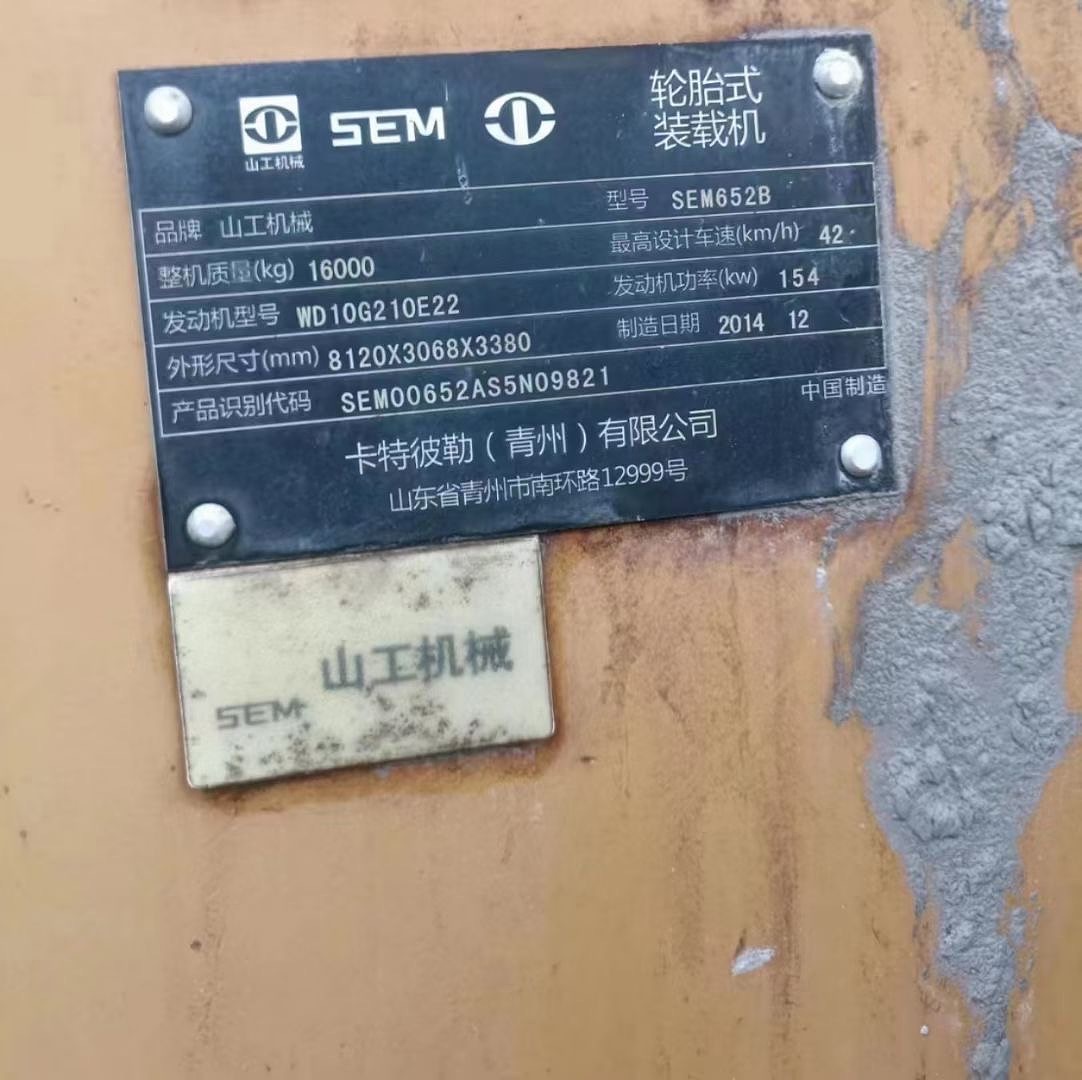 山工机械
SEM
轮胎式
装载机
品牌 山工机械 型号 SEM652B
整机质量(kg) 16000 最高设计车速(km/h) 42
发动机型号 WD10G210E22 发动机功率(kw) 154
外形尺寸(mm) 8120X3068X3380 制造日期 2014 12
产品识别代码 SEM00652AS5N09821 中国制造
卡特彼勒(青州)有限公司
山东省青州市南环路12999号
SEM 山工机械